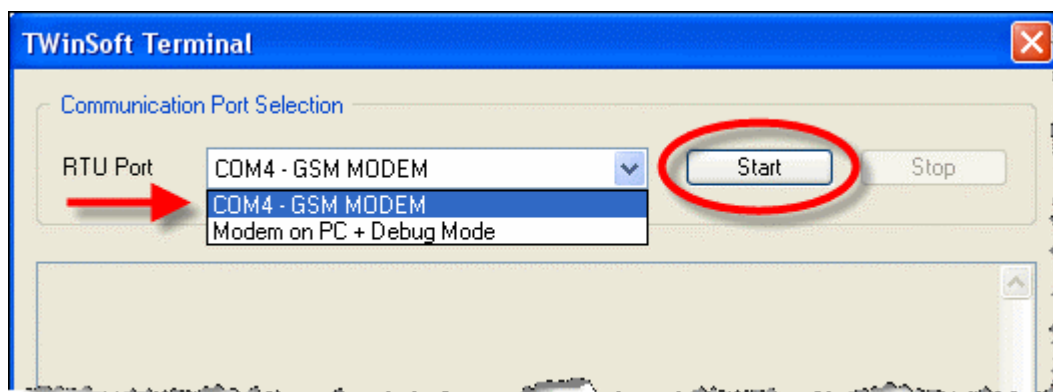 TWinSoft Terminal
Communication Port Selection
RTU Port
COM4 - GSM MODEM
Start
Stop
COM4 - GSM MODEM
Modem on PC + Debug Mode